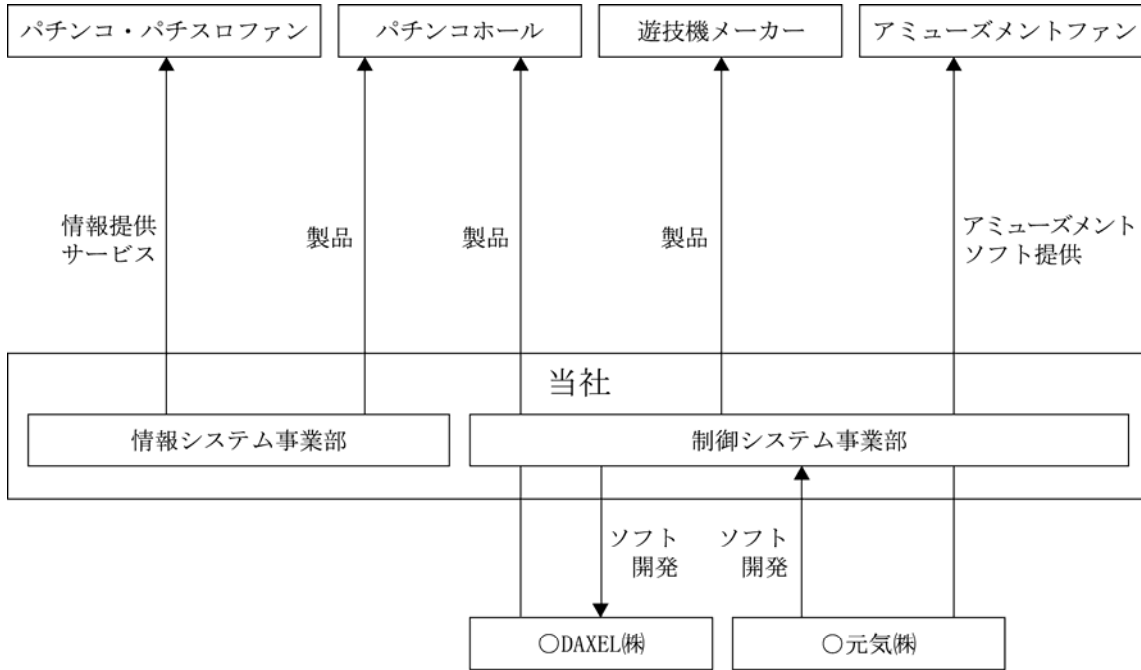 パチンコ・パチスロファン
パチンコホール
遊技機メーカー
アミューズメントファン
情報提供
サービス
製品
製品
製品
アミューズメント
ソフト提供
当社
情報システム事業部
制御システム事業部
ソフト
開発
ソフト
開発
○DAXEL㈱
○元気㈱